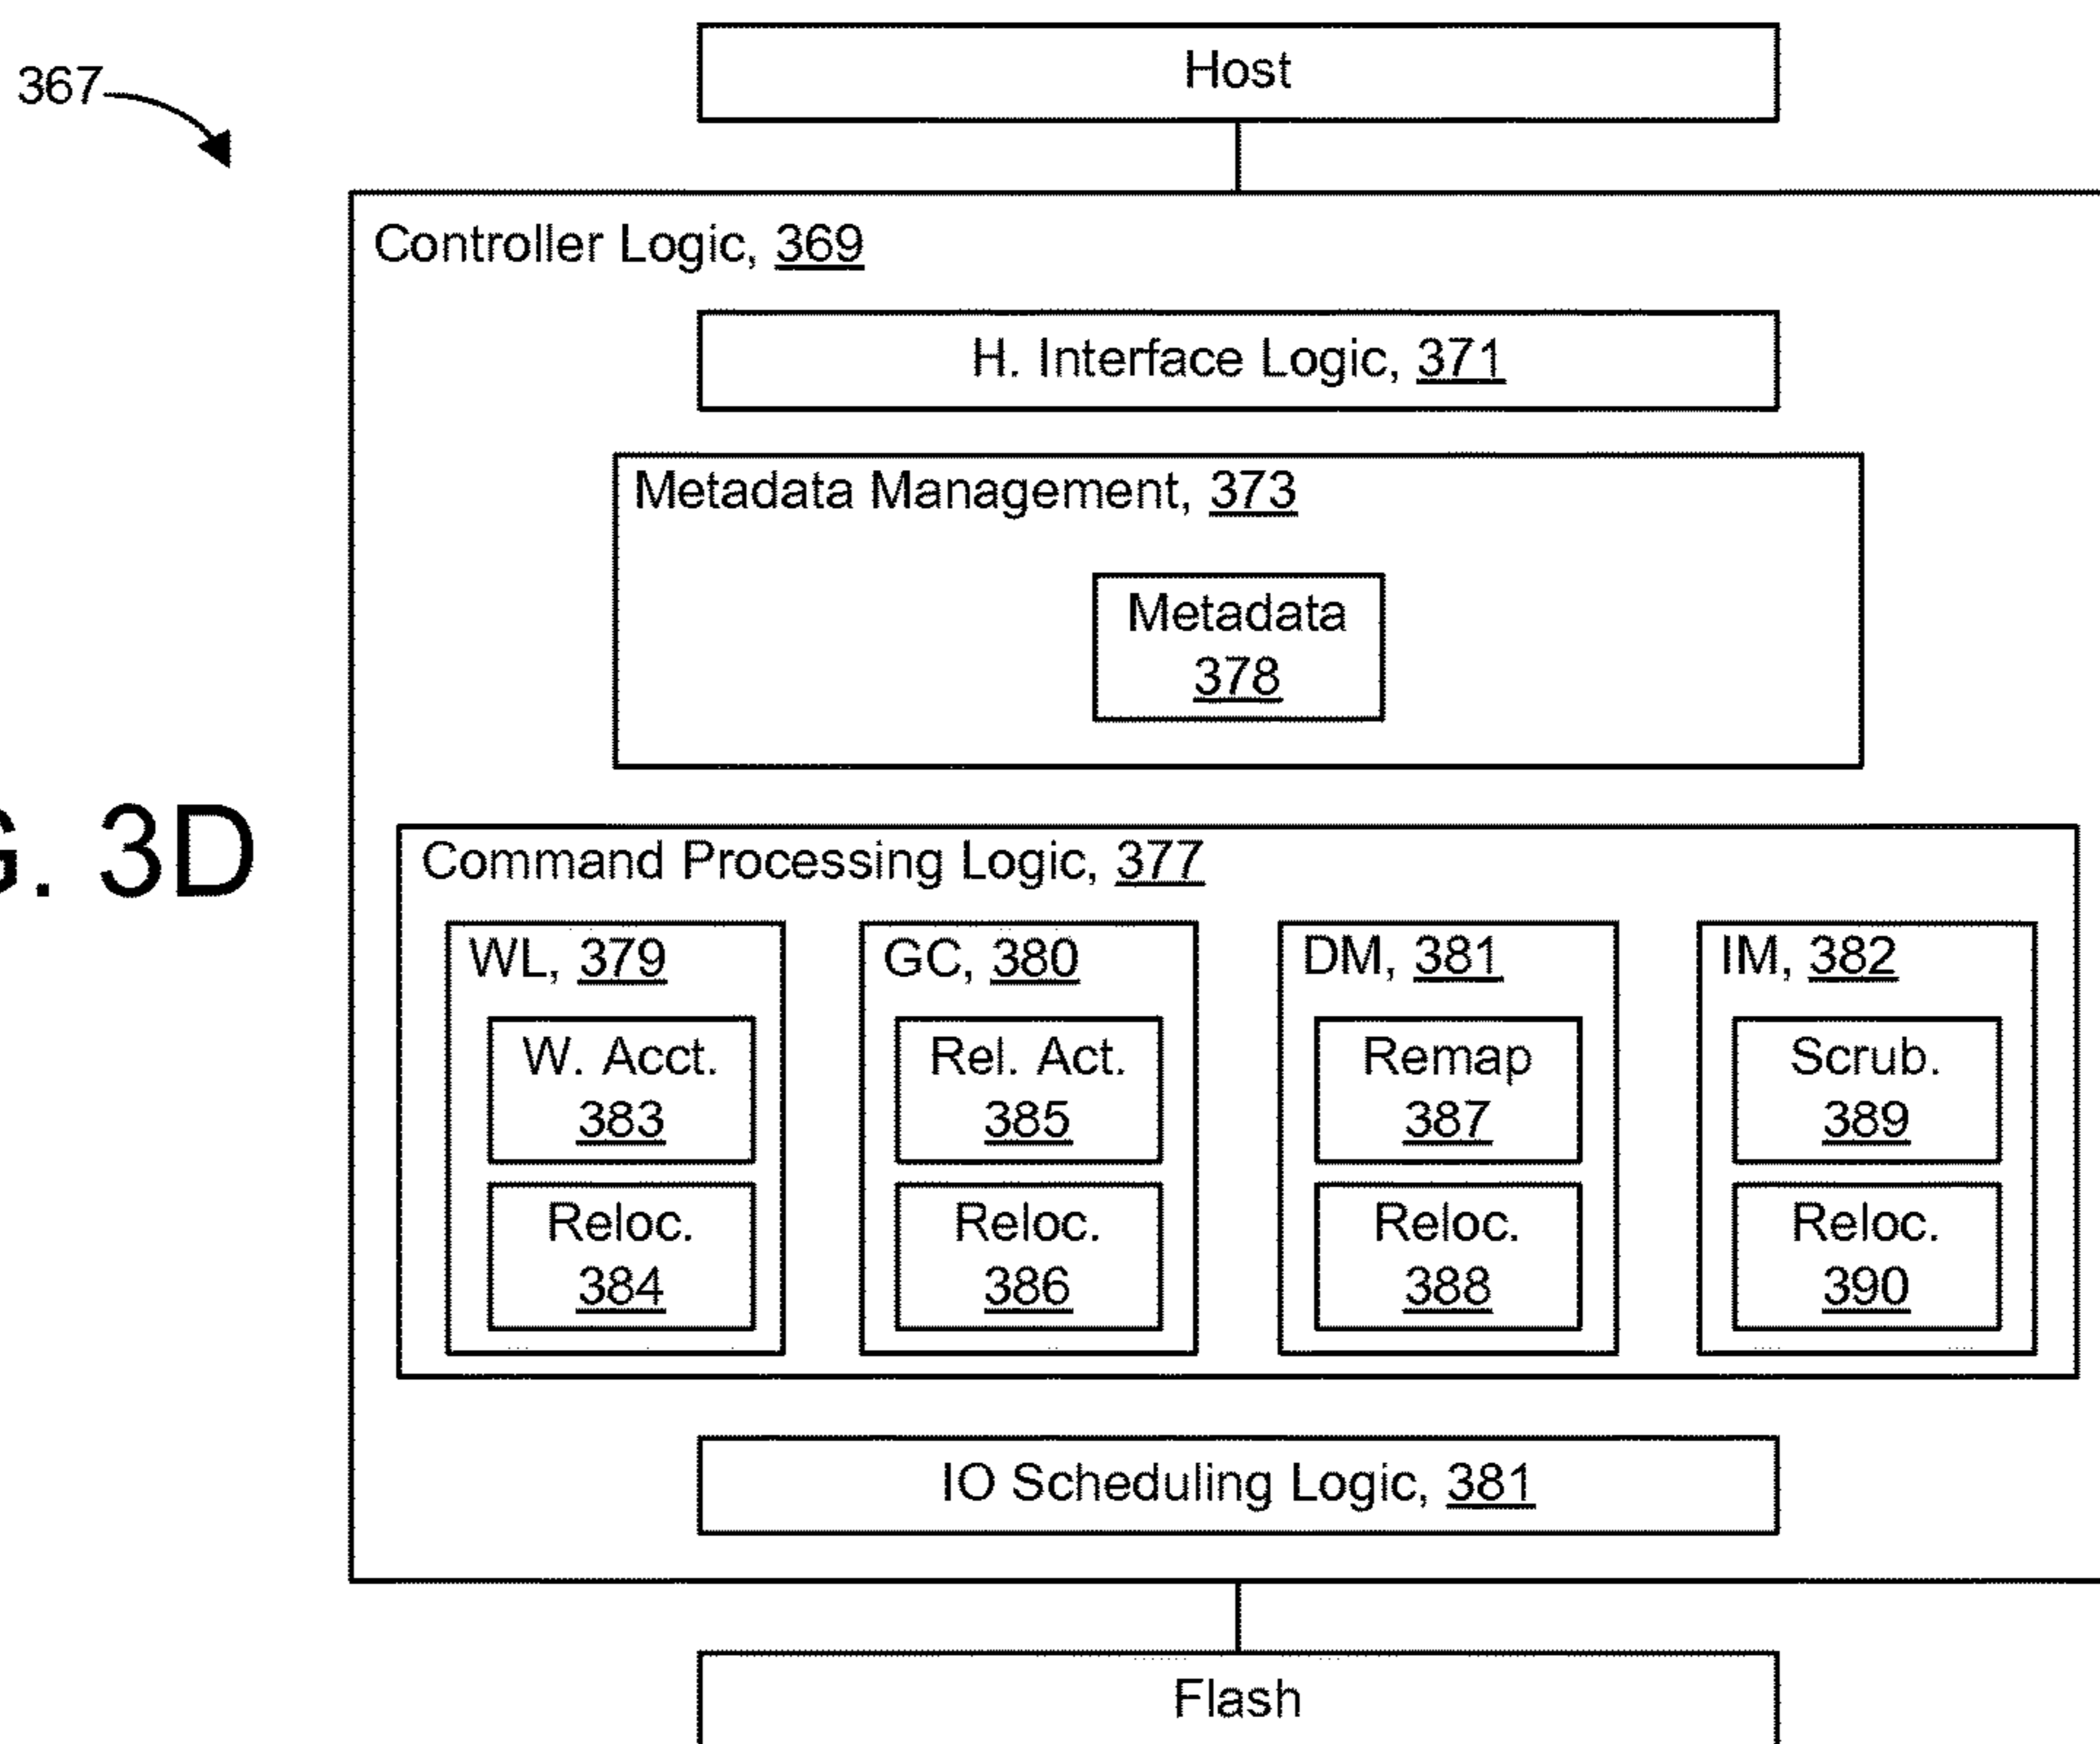 Host
367
Controller Logic, 369
H. Interface Logic, 371
Metadata Management, 373
Metadata
378
G. 3D
Command Processing Logic, 377
WL, 379
W. Acct.
383
Reloc.
384
GC, 380
Rel. Act.
385
Reloc.
386
DM, 381
Remap
387
Reloc.
388
IM, 382
Scrub.
389
Reloc.
390
IO Scheduling Logic, 381
Flash